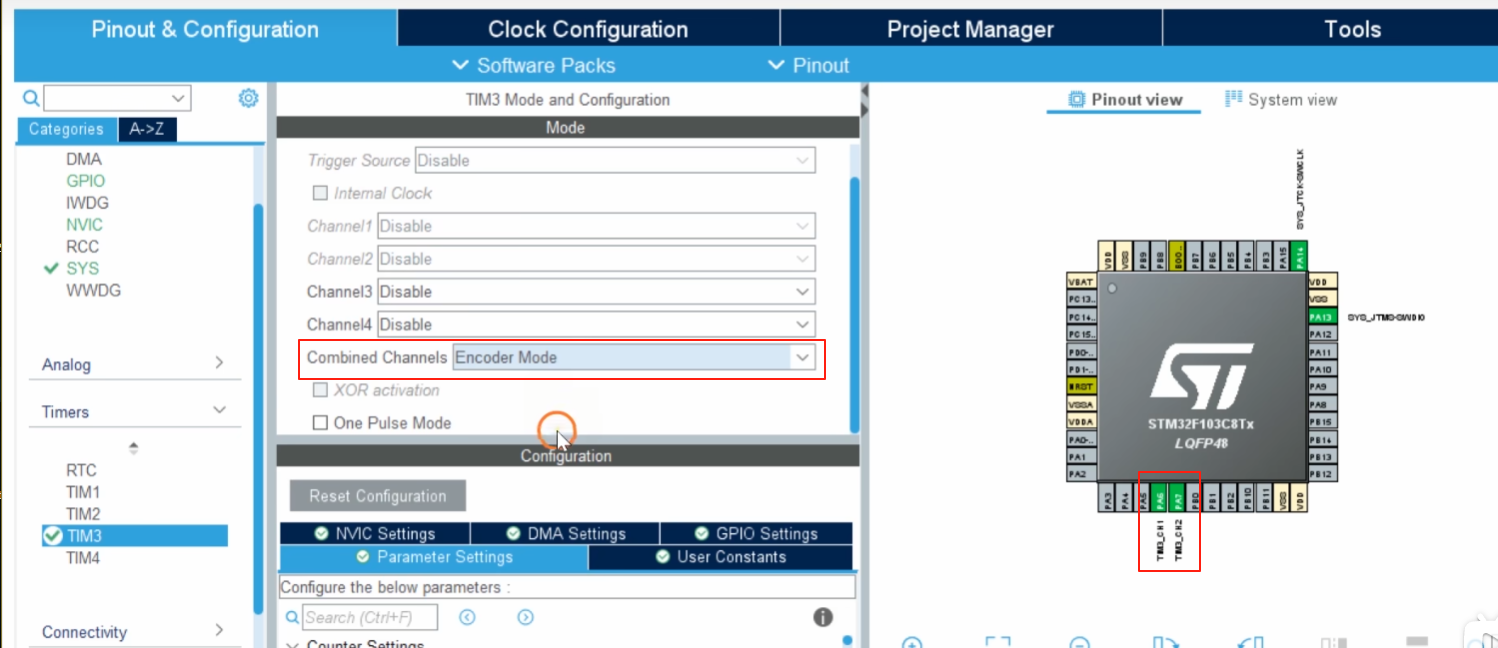 Pinout & Configuration
Clock Configuration
Project Manager
Tools
Software Packs
Pinout
Categories
A->Z
DMA
GPIO
IWDG
NVIC
RCC
SYS
WWDG
Analog
Timers
RTC
TIM1
TIM2
TIM3
TIM4
Connectivity
TIM3 Mode and Configuration
Mode
Trigger Source Disable
Internal Clock
Channel1 Disable
Channel2 Disable
Channel3 Disable
Channel4 Disable
Combined Channels Encoder Mode
XOR activation
One Pulse Mode
Configuration
Reset Configuration
NVIC Settings
DMA Settings
GPIO Settings
Parameter Settings
User Constants
Configure the below parameters :
Search (Ctrl+F)
Counter Settings
Pinout view
System view
SYS_JTCK-SWCLK
VDD
VSS
PB9
PB8
BOO..
PB7
PB6
PB5
PB4
PB3
PA15
PA14
VBAT
PC13..
PC14..
PC15..
PD0-..
PD1-..
NRST
VSSA
VDDA
PA0-..
PA1
PA2
STM32F103C8Tx
LQFP48
VDD
VSS
PA13
SYS_JTMS-SWDIO
PA12
PA11
PA10
PA9
PA8
PB15
PB14
PB13
PB12
PA3
PA4
PA5
PA6
PA7
PB0
PB1
PB2
PB10
PB11
VSS
VDD
TIM3_CH1
TIM3_CH2